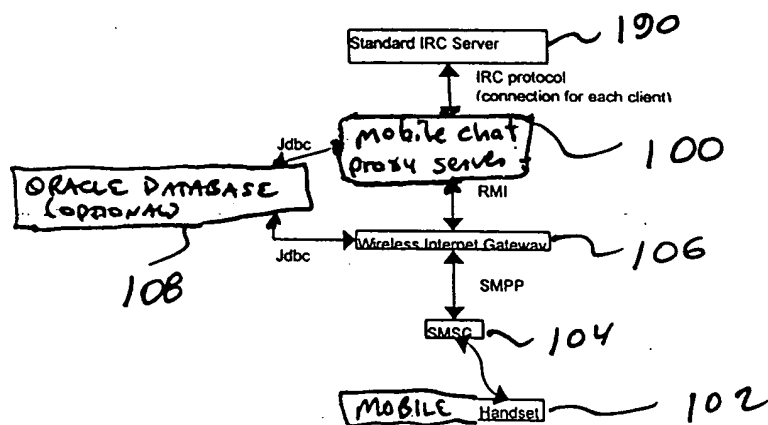 190
Standard IRC Server
IRC protocol
(connection for each client)
Jdbc
mobile chat
proxy server
100
ORACLE DATABASE
(OPTIONAL)
RMI
Wireless Internet Gateway
106
Jdbc
108
SMPP
SMSC
104
MOBILE Handset
102